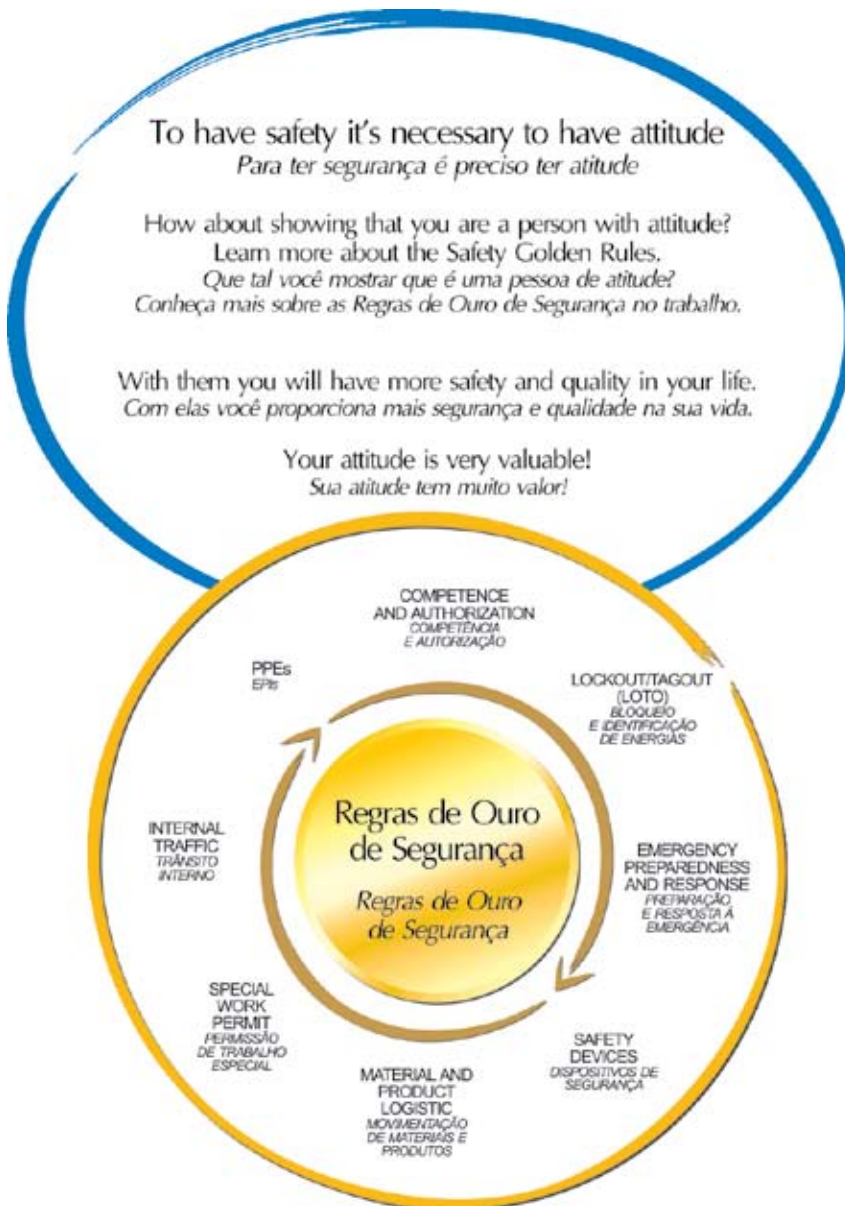 To have safety it's necessary to have attitude
Para ter segurança é preciso ter atitude
How about showing that you are a person with attitude?
Learn more about the Safety Golden Rules.
Que tal você mostrar que é uma pessoa de atitude?
Conheça mais sobre as Regras de Ouro de Segurança no trabalho.
With them you will have more safety and quality in your life.
Com elas você proporciona mais segurança e qualidade na sua vida.
Your attitude is very valuable!
Sua atitude tem muito valor!
COMPETENCE
AND AUTHORIZATION
COMPETÊNCIA
E AUTORIZAÇÃO
LOCKOUT/TAGOUT
(LOTO)
BLOQUEIO
E IDENTIFICAÇÃO
DE ENERGIAS
EMERGENCY
PREPAREDNESS
AND RESPONSE
PREPARAÇÃO
E RESPOSTA À
EMERGÊNCIA
SAFETY
DEVICES
DISPOSITIVOS DE
SEGURANÇA
MATERIAL AND
PRODUCT
LOGISTIC
MOVIMENTAÇÃO
DE MATERIAIS E
PRODUTOS
SPECIAL
WORK
PERMIT
PERMISSÃO
DE TRABALHO
ESPECIAL
INTERNAL
TRAFFIC
TRÂNSITO
INTERNO
PPEs
EPIs
Regras de Ouro
de Segurança
Regras de Ouro
de Segurança